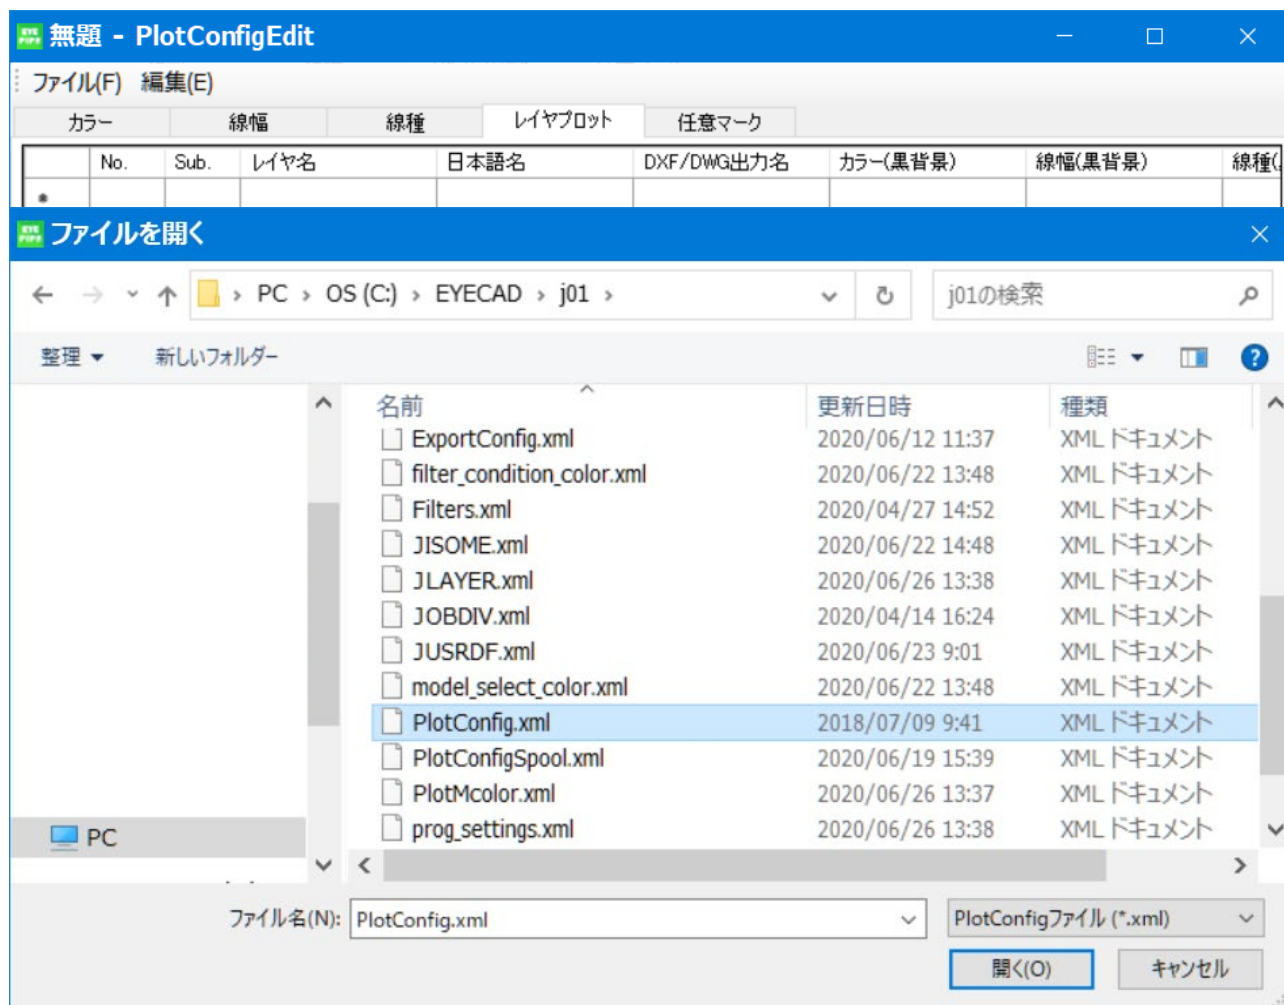 EYE PIPE 無題 - PlotConfigEdit
ファイル(F) 編集(E)
カラー 線幅 線種 レイヤプロット 任意マーク
No. Sub. レイヤ名 日本語名 DXF/DWG出力名 カラー(黒背景) 線幅(黒背景) 線種(
*
EYE PIPE ファイルを開く
> PC > OS (C:) > EYECAD > j01 > j01の検索
整理 新しいフォルダー ?
名前 更新日時 種類
ExportConfig.xml 2020/06/12 11:37 XML ドキュメント
filter_condition_color.xml 2020/06/22 13:48 XML ドキュメント
Filters.xml 2020/04/27 14:52 XML ドキュメント
JISOME.xml 2020/06/22 14:48 XML ドキュメント
JLAYER.xml 2020/06/26 13:38 XML ドキュメント
JOBDIV.xml 2020/04/14 16:24 XML ドキュメント
JUSRDF.xml 2020/06/23 9:01 XML ドキュメント
model_select_color.xml 2020/06/22 13:48 XML ドキュメント
PlotConfig.xml 2018/07/09 9:41 XML ドキュメント
PlotConfigSpool.xml 2020/06/19 15:39 XML ドキュメント
PlotMcolor.xml 2020/06/26 13:37 XML ドキュメント
prog_settings.xml 2020/06/26 13:38 XML ドキュメント
PC
ファイル名(N): PlotConfig.xml PlotConfigファイル (*.xml)
開く(O) キャンセル